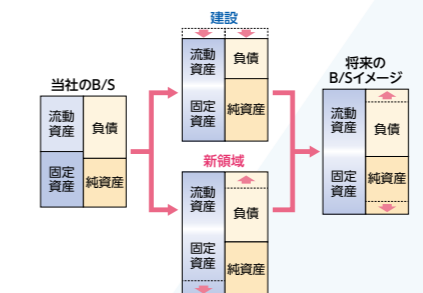 当社のB/S
流動
資産
負債
固定
資産
純資産
建設
流動
資産
負債
固定
資産
純資産
新領域
流動
資産
負債
固定
資産
純資産
将来の
B/Sイメージ
流動
資産
負債
固定
資産
純資産